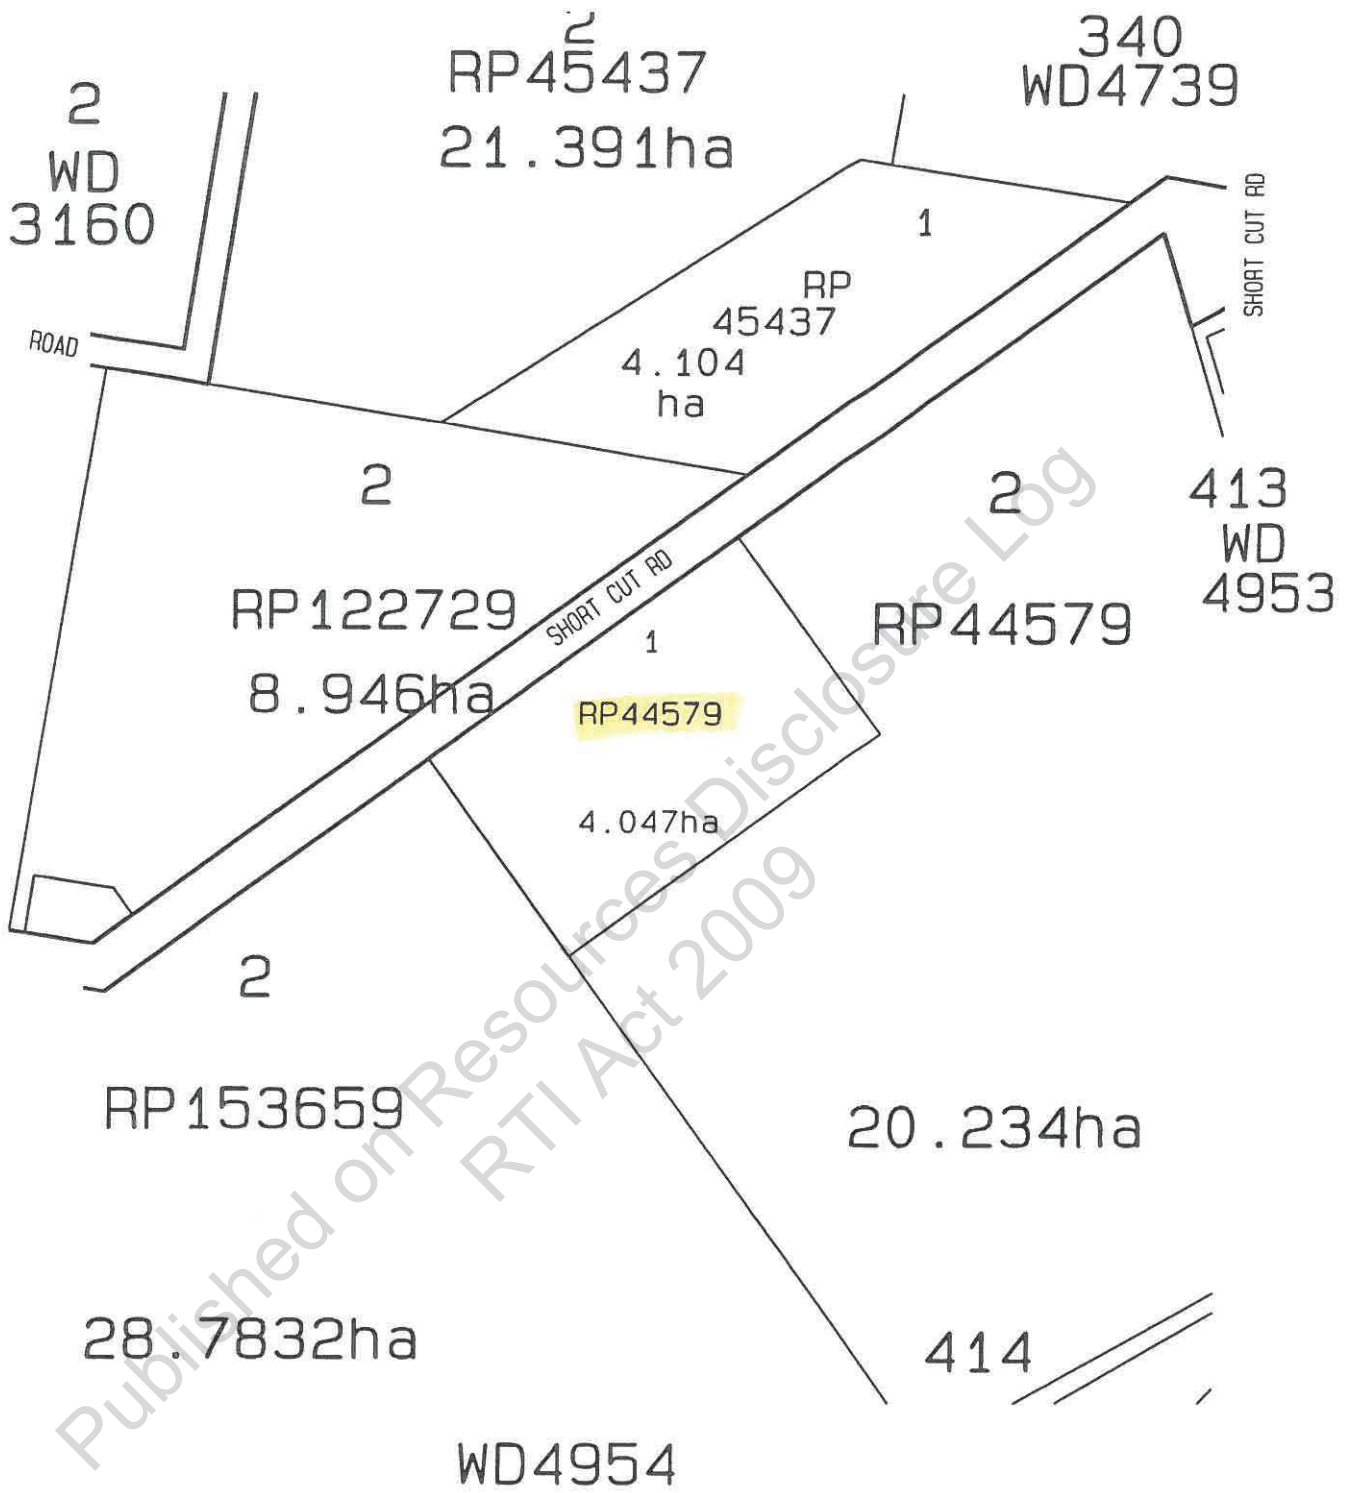 2
RP45437
21.391ha
340
WD4739
2
WD
3160
ROAD
SHORT CUT RD
1
RP
45437
4.104
ha
2
RP122729
8.946ha
SHORT CUT RD
1
RP44579
4.047ha
2
RP44579
20.234ha
413
WD
4953
2
RP153659
28.7832ha
414
WD4954
Published on Resources Disclosure Log
RTI Act 2009